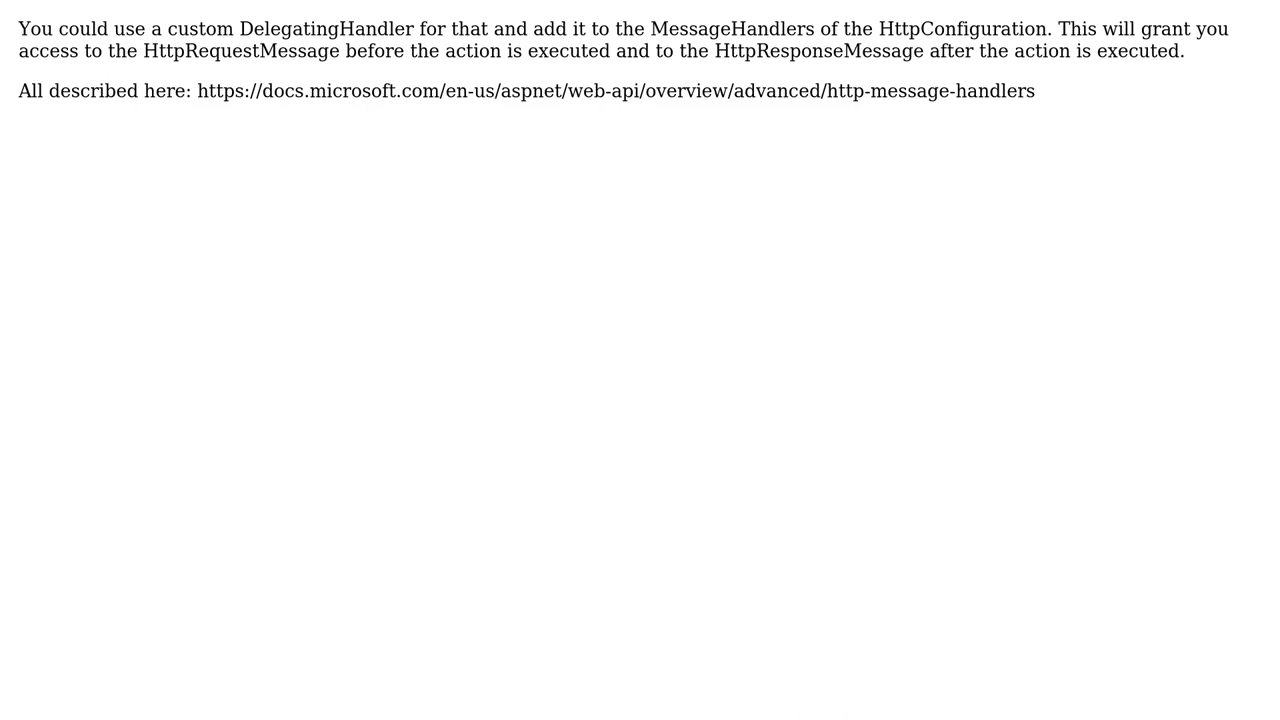 You could use a custom DelegatingHandler for that and add it to the MessageHandlers of the HttpConfiguration. This will grant you
access to the HttpRequestMessage before the action is executed and to the HttpResponseMessage after the action is executed.
All described here: https://docs.microsoft.com/en-us/aspnet/web-api/overview/advanced/http-message-handlers